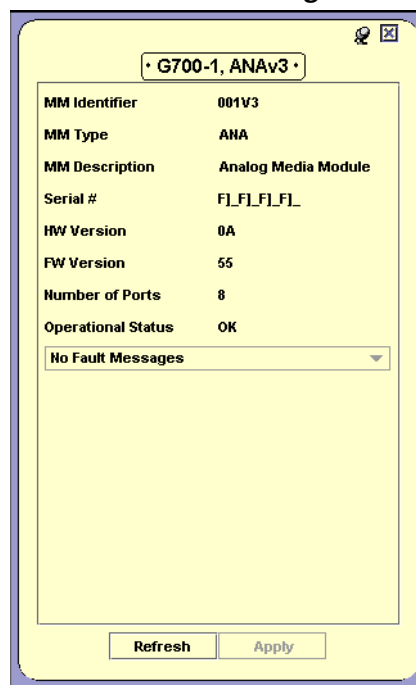 • G700-1, ANAv3 •
MM Identifier 001V3
MM Type ANA
MM Description Analog Media Module
Serial # F]_F]_F]_F]_
HW Version 0A
FW Version 55
Number of Ports 8
Operational Status OK
No Fault Messages
Refresh Apply